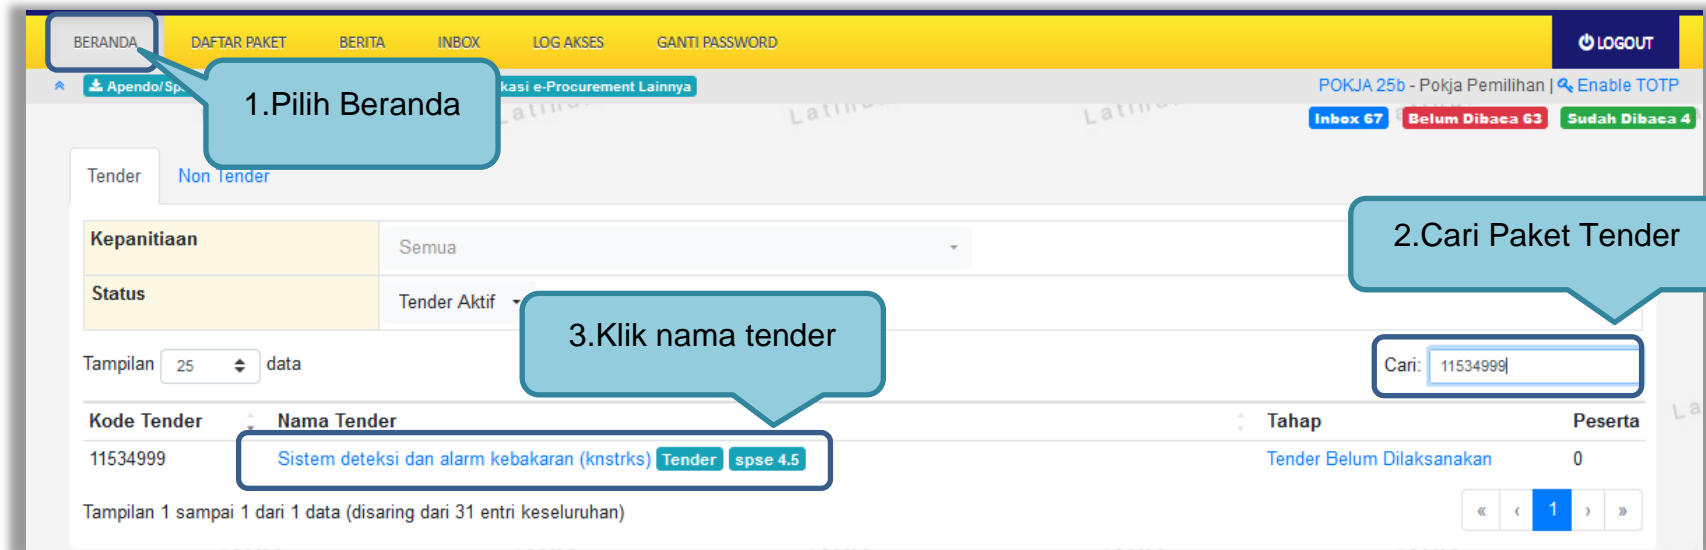 BERANDA DAFTAR PAKET BERITA INBOX LOG AKSES GANTI PASSWORD LOGOUT
Apendo/Sp kasi e-Procurement Lainnya POKJA 25b - Pokja Pemilihan | Enable TOTP
1.Pilih Beranda
Inbox 67 Belum Dibaca 63 Sudah Dibaca 4
Tender Non Tender
Kepanitiaan Semua
2.Cari Paket Tender
Status Tender Aktif
3.Klik nama tender
Tampilan 25 data Cari: 11534999
Kode Tender Nama Tender Tahap Peserta
11534999 Sistem deteksi dan alarm kebakaran (knstrks) Tender spse 4.5 Tender Belum Dilaksanakan 0
Tampilan 1 sampai 1 dari 1 data (disaring dari 31 entri keseluruhan) « ‹ 1 › »